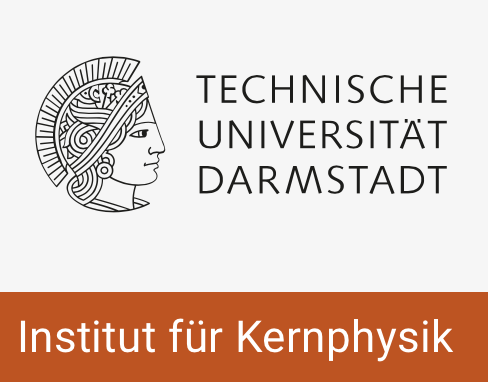 TECHNISCHE
UNIVERSITÄT
DARMSTADT
Institut für Kernphysik